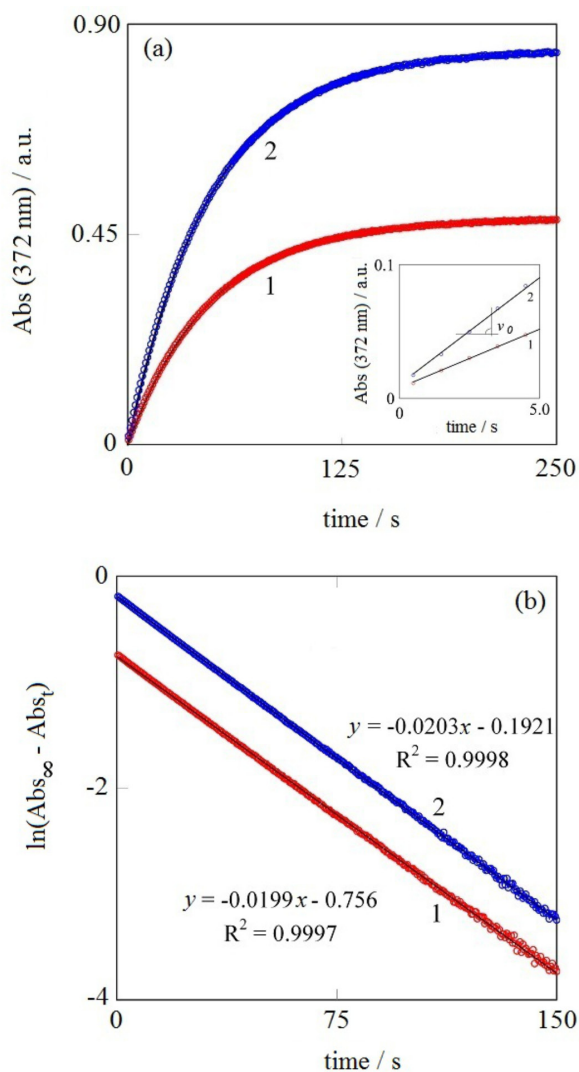 0.90
(a)
2
Abs (372 nm) / a.u.
0.45
1
0.1
2
v0
1
Abs (372 nm) / a.u.
0
0
5.0
time / s
0
0
125
250
time / s
0
(b)
ln(Abs∞ - Abst)
y = -0.0203x - 0.1921
R2 = 0.9998
-2
2
y = -0.0199x - 0.756
1
R2 = 0.9997
-4
0
75
150
time / s